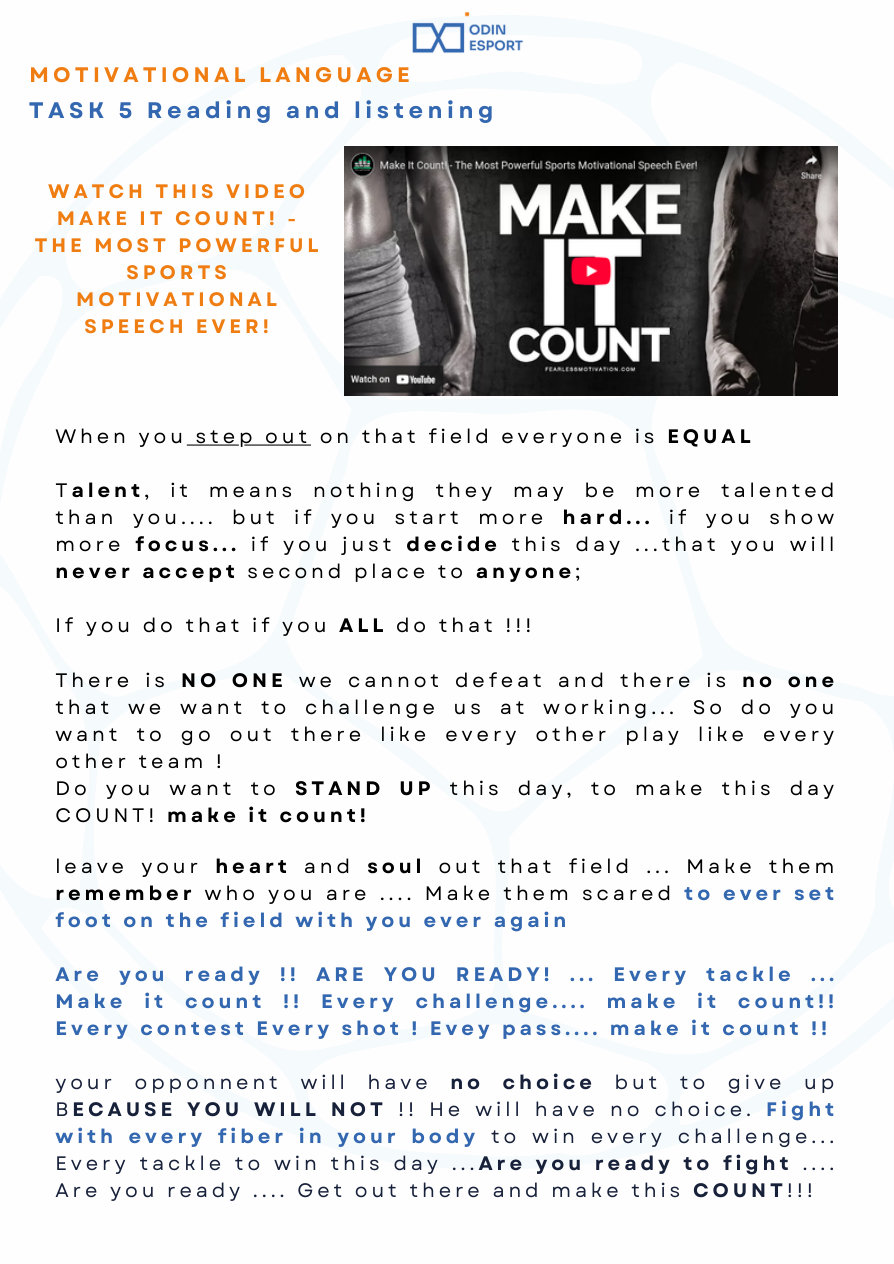 ODIN
ESPORT
MOTIVATIONAL LANGUAGE
TASK 5 Reading and listening
WATCH THIS VIDEO
MAKE IT COUNT! -
THE MOST POWERFUL
SPORTS
MOTIVATIONAL
SPEECH EVER!
Make It Count! - The Most Powerful Sports Motivational Speech Ever!
Share
MAKE
IT
COUNT
FEARLESSMOTIVATION.COM
Watch on YouTube
When you step out on that field everyone is EQUAL
Talent, it means nothing they may be more talented
than you.... but if you start more hard... if you show
more focus... if you just decide this day ...that you will
never accept second place to anyone;
If you do that if you ALL do that !!!
There is NO ONE we cannot defeat and there is no one
that we want to challenge us at working... So do you
want to go out there like every other play like every
other team !
Do you want to STAND UP this day, to make this day
COUNT! make it count!
leave your heart and soul out that field ... Make them
remember who you are .... Make them scared to ever set
foot on the field with you ever again
Are you ready !! ARE YOU READY! ... Every tackle ...
Make it count !! Every challenge.... make it count!!
Every contest Every shot ! Evey pass.... make it count !!
your opponnent will have no choice but to give up
BECAUSE YOU WILL NOT !! He will have no choice. Fight
with every fiber in your body to win every challenge...
Every tackle to win this day ...Are you ready to fight ....
Are you ready .... Get out there and make this COUNT!!!